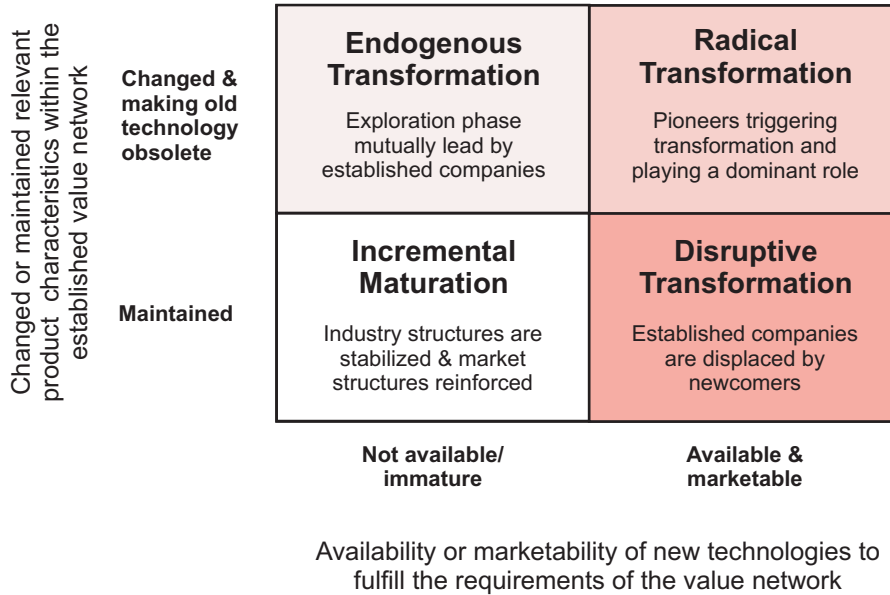 Changed or maintained relevant
product characteristics within the
established value network
Changed &
making old
technology
obsolete
Endogenous
Transformation
Exploration phase
mutually lead by
established companies
Radical
Transformation
Pioneers triggering
transformation and
playing a dominant role
Maintained
Incremental
Maturation
Industry structures are
stabilized & market
structures reinforced
Disruptive
Transformation
Established companies
are displaced by
newcomers
Not available/
immature
Available &
marketable
Availability or marketability of new technologies to
fulfill the requirements of the value network